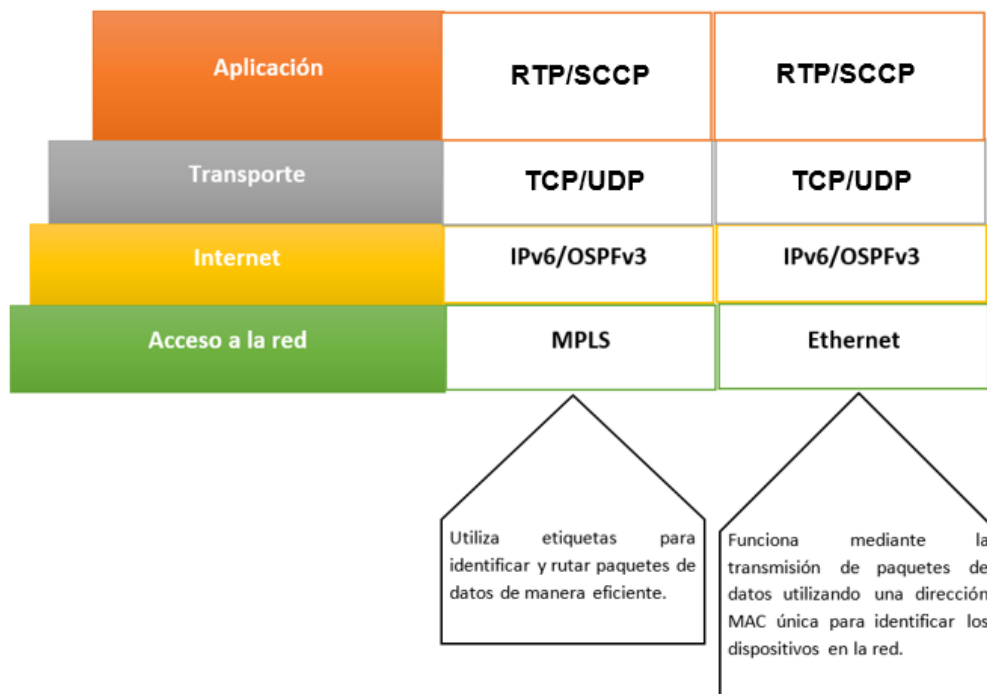 Aplicación
RTP/SCCP
RTP/SCCP
Transporte
TCP/UDP
TCP/UDP
Internet
IPv6/OSPFv3
IPv6/OSPFv3
Acceso a la red
MPLS
Ethernet
Utiliza etiquetas para
identificar y rutar paquetes de
datos de manera eficiente.
Funciona mediante la
transmisión de paquetes de
datos utilizando una dirección
MAC única para identificar los
dispositivos en la red.